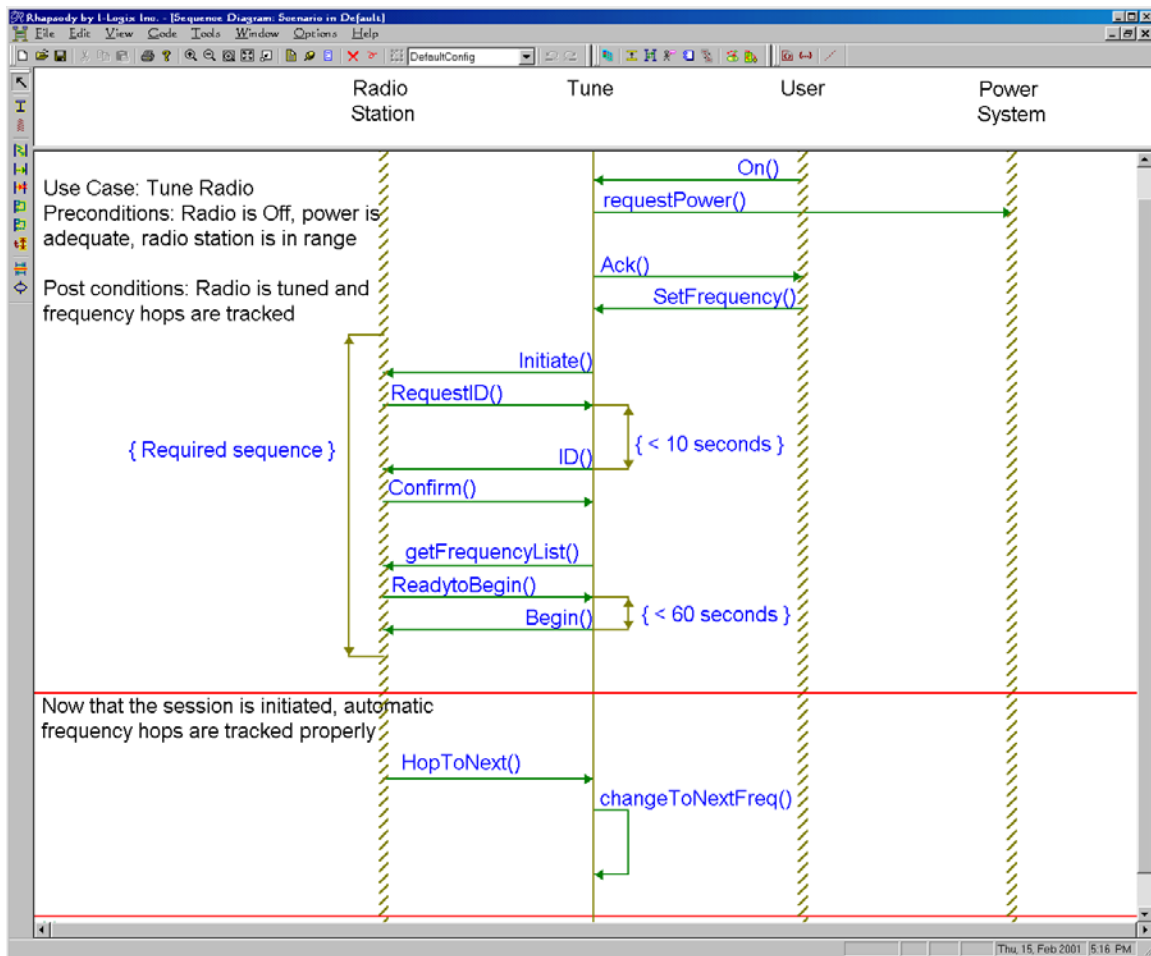 Rhapsody by I-Logix Inc. - [Sequence Diagram: Scenario in Default]
File Edit View Code Tools Window Options Help
DefaultConfig
Radio
Station
Tune
User
Power
System
On()
Use Case: Tune Radio
Preconditions: Radio is Off, power is
adequate, radio station is in range
requestPower()
Ack()
Post conditions: Radio is tuned and
frequency hops are tracked
SetFrequency()
Initiate()
RequestID()
{ Required sequence }
{ < 10 seconds }
ID()
Confirm()
getFrequencyList()
ReadytoBegin()
Begin()
{ < 60 seconds }
Now that the session is initiated, automatic
frequency hops are tracked properly
HopToNext()
changeToNextFreq()
Thu, 15, Feb 2001 5:16 PM